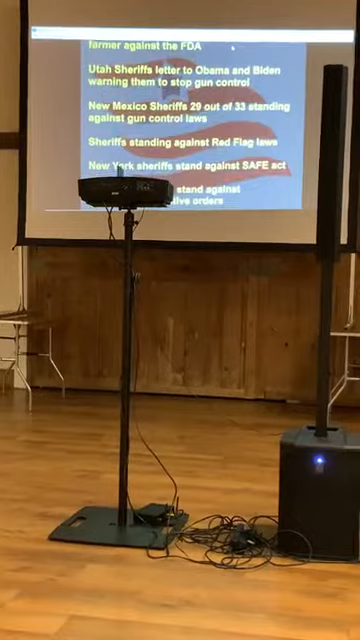 farmer against the FDA
Utah Sheriffs letter to Obama and Biden
warning them to stop gun control
New Mexico Sheriffs 29 out of 33 standing
against gun control laws
Sheriffs standing against Red Flag laws
New York sheriffs stand against SAFE act
stand against
orders